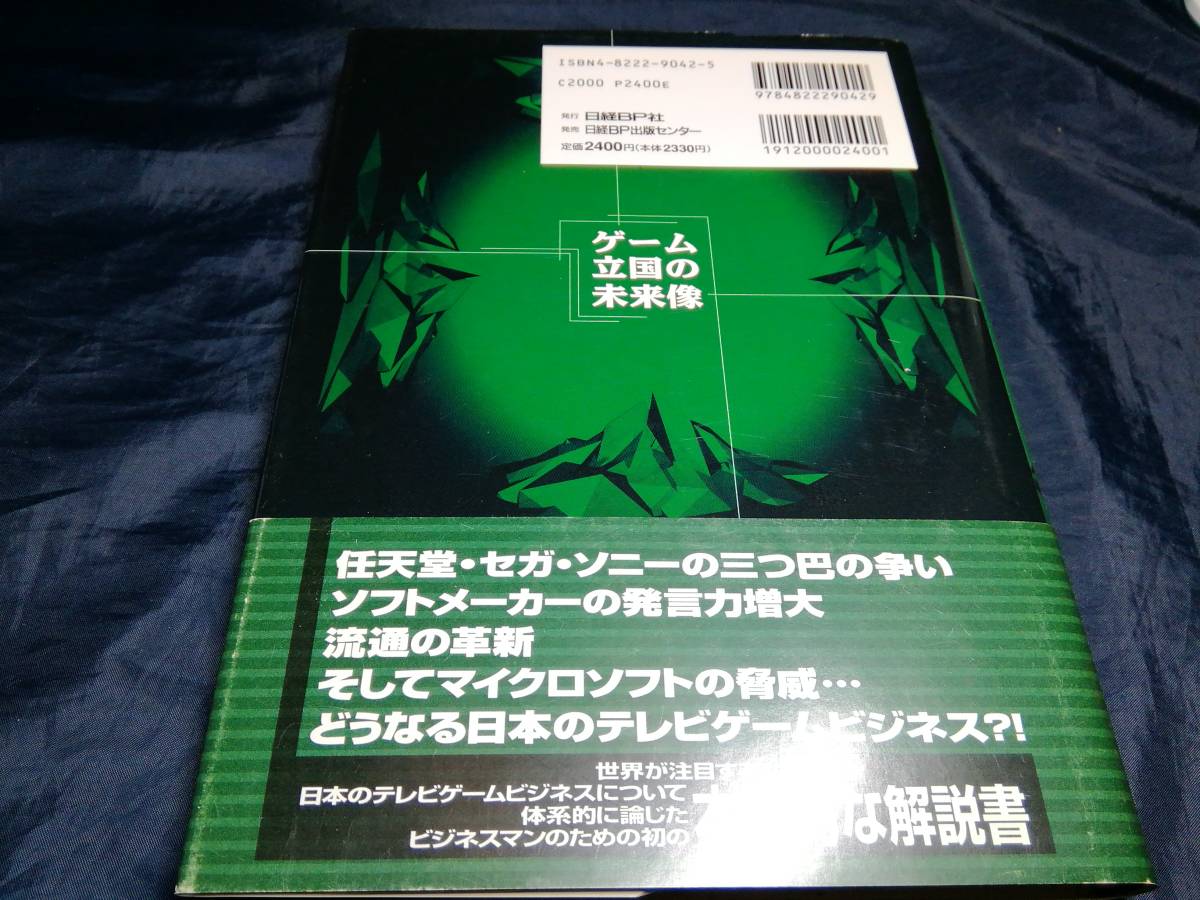 ISBN4-8222-9042-5
C2000 P2400E
発行 日経BP社
発売 日経BP出版センター
定価2400円(本体2330円)
9784822290429
1912000024001
ゲーム
立国の
未来像
任天堂・セガ・ソニーの三つ巴の争い
ソフトメーカーの発言力増大
流通の革新
そしてマイクロソフトの脅威…
どうなる日本のテレビゲームビジネス?!
世界が注目す
日本のテレビゲームビジネスについて
体系的に論じた
ビジネスマンのための初の
な解説書